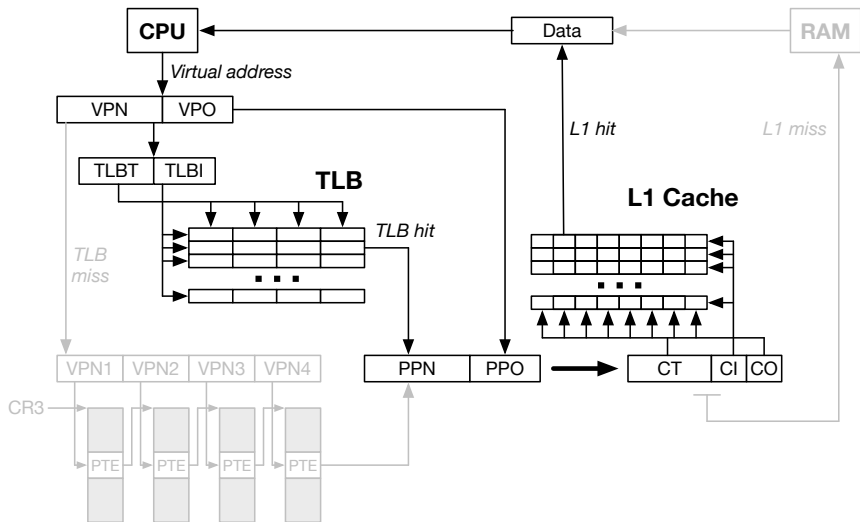 CPU
Data
RAM
Virtual address
VPN VPO
L1 hit
L1 miss
TLBT TLBI
TLB
L1 Cache
TLB hit
TLB
miss
. . .
. . .
VPN1 VPN2 VPN3 VPN4
PPN PPO
CT CI CO
CR3
PTE PTE PTE PTE